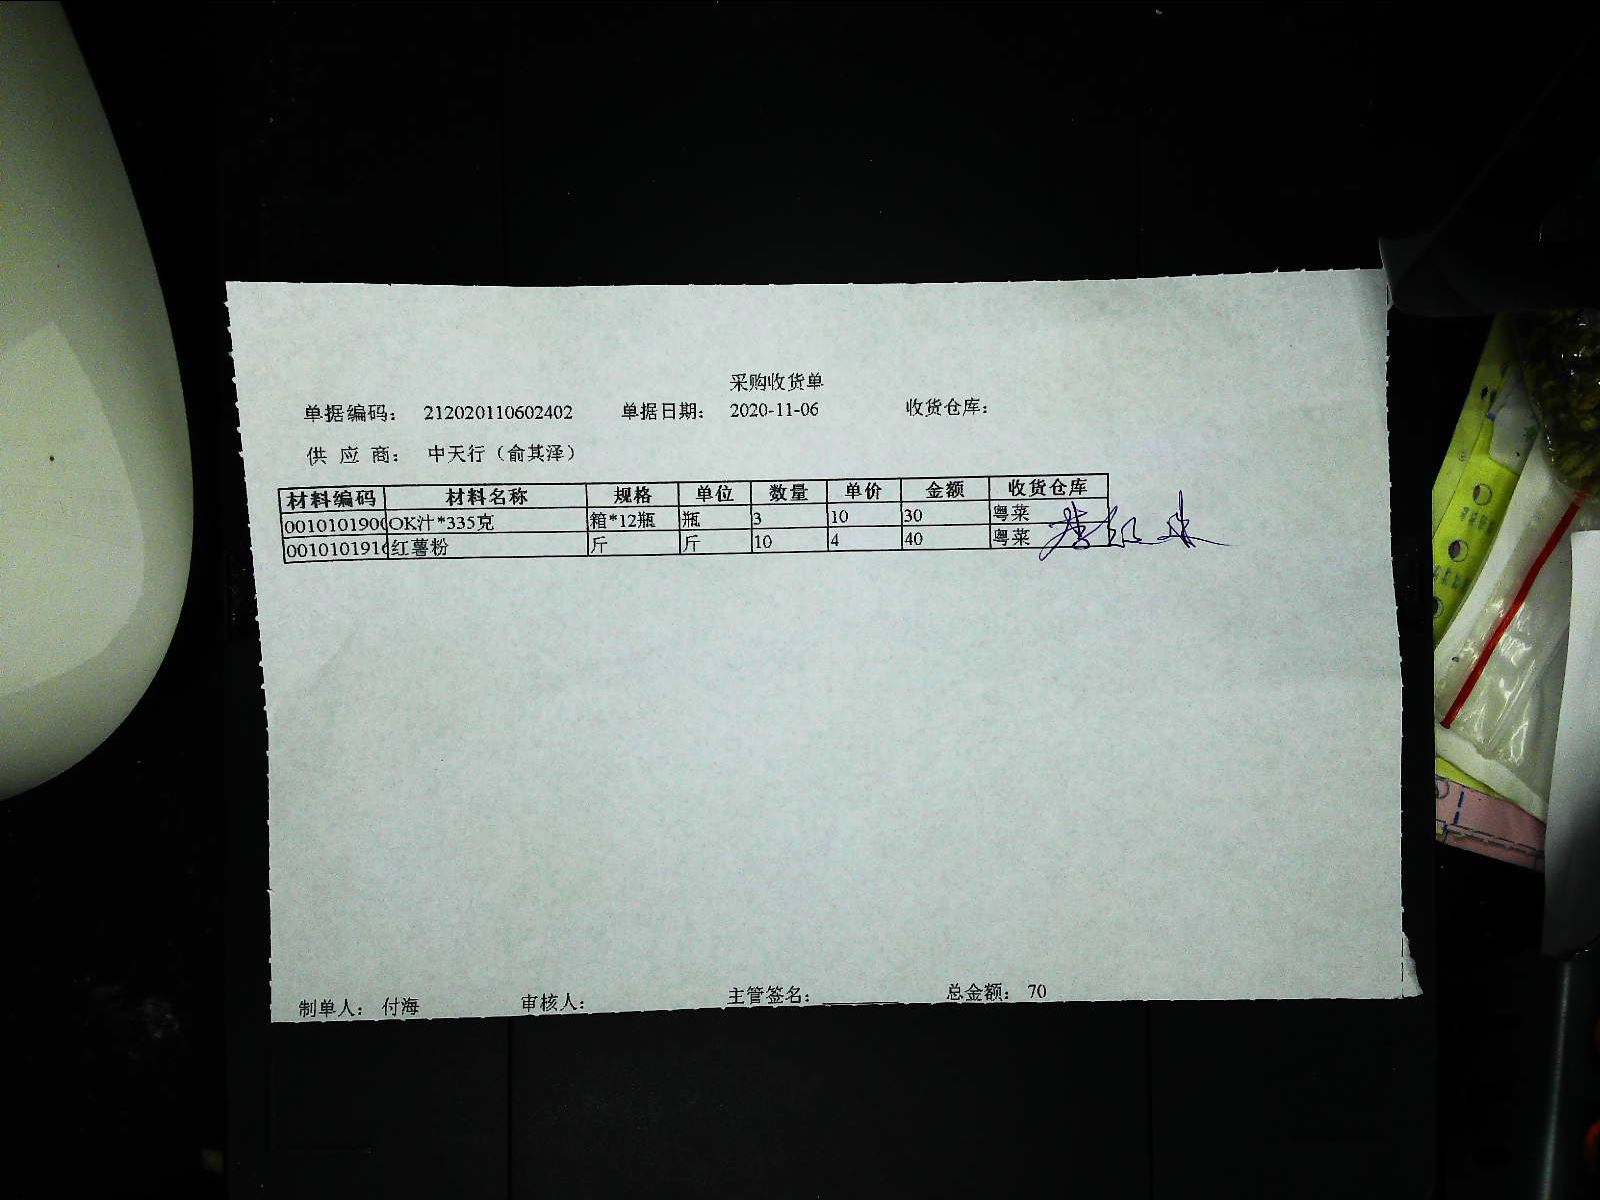 采购收货单
单据编码: 212020110602402 单据日期: 2020-11-06 收货仓库:
供 应 商: 中天行（俞其泽）
材料编码 材料名称 规格 单位 数量 单价 金额 收货仓库
0010101900 OK汁*335克 箱*12瓶 瓶 3 10 30 粤菜
001010191 红薯粉 斤 斤 10 4 40 粤菜
制单人: 付海 审核人: 主管签名: 总金额: 70